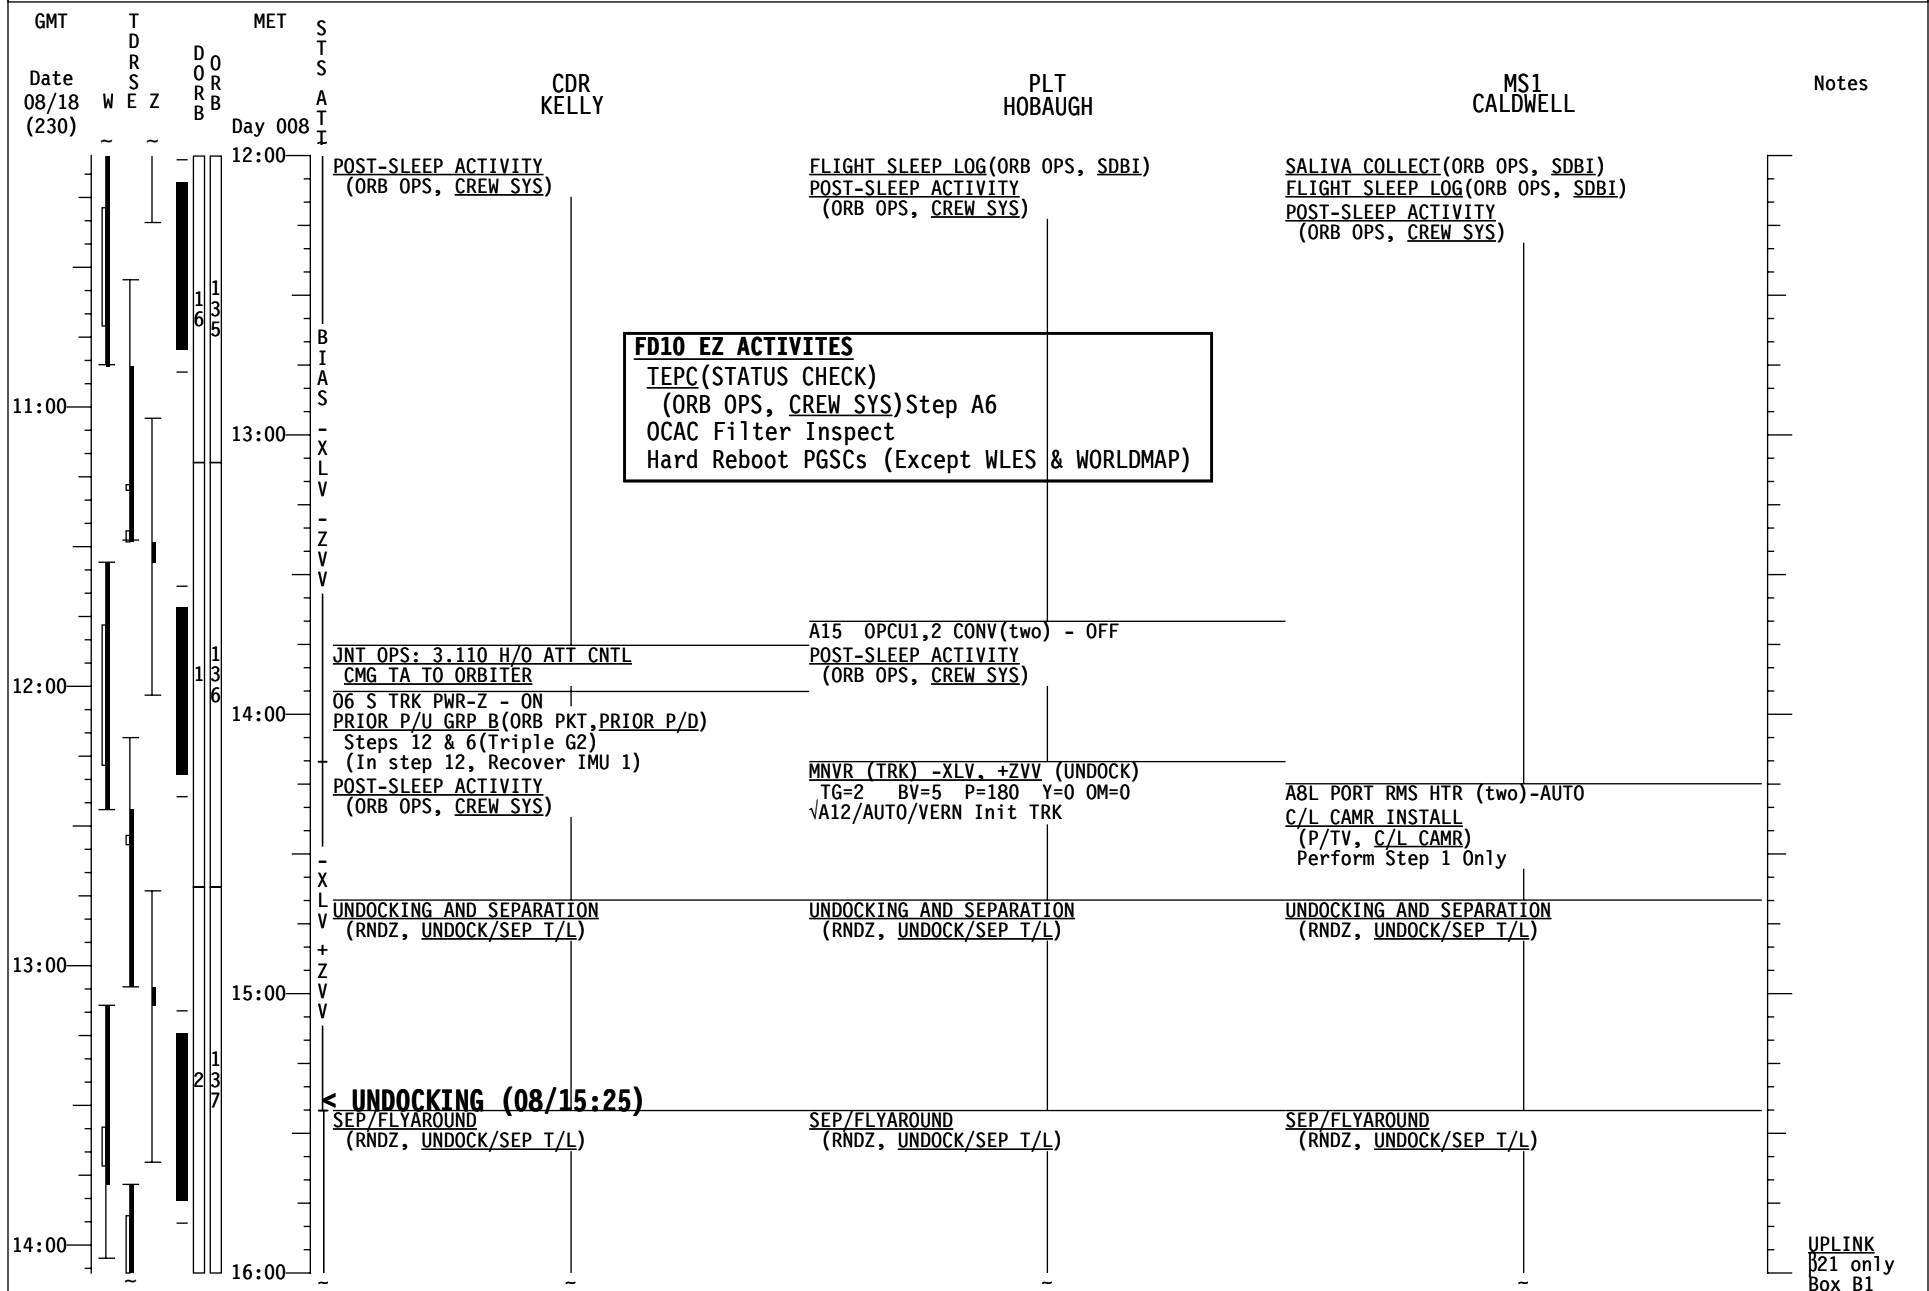 GMT
TDRS
MET
STS ATT
Date
08/18
(230)
W E Z
DORB
ORB
Day 008
CDR
KELLY
PLT
HOBAUGH
MS1
CALDWELL
Notes
~ ~
12:00
POST-SLEEP ACTIVITY
(ORB OPS, CREW SYS)
FLIGHT SLEEP LOG(ORB OPS, SDBI)
POST-SLEEP ACTIVITY
(ORB OPS, CREW SYS)
SALIVA COLLECT(ORB OPS, SDBI)
FLIGHT SLEEP LOG(ORB OPS, SDBI)
POST-SLEEP ACTIVITY
(ORB OPS, CREW SYS)
16
135
BIAS -XLV -ZVV
FD10 EZ ACTIVITES
TEPC(STATUS CHECK)
(ORB OPS, CREW SYS)Step A6
OCAC Filter Inspect
Hard Reboot PGSCs (Except WLES & WORLDMAP)
11:00
13:00
A15 OPCU1,2 CONV(two) - OFF
POST-SLEEP ACTIVITY
(ORB OPS, CREW SYS)
JNT OPS: 3.110 H/O ATT CNTL
CMG TA TO ORBITER
1
136
12:00
14:00
O6 S TRK PWR-Z - ON
PRIOR P/U GRP B(ORB PKT,PRIOR P/D)
Steps 12 & 6(Triple G2)
(In step 12, Recover IMU 1)
POST-SLEEP ACTIVITY
(ORB OPS, CREW SYS)
MNVR (TRK) -XLV, +ZVV (UNDOCK)
TG=2 BV=5 P=180 Y=0 OM=0
√A12/AUTO/VERN Init TRK
A8L PORT RMS HTR (two)-AUTO
C/L CAMR INSTALL
(P/TV, C/L CAMR)
Perform Step 1 Only
-XLV +ZVV
UNDOCKING AND SEPARATION
(RNDZ, UNDOCK/SEP T/L)
UNDOCKING AND SEPARATION
(RNDZ, UNDOCK/SEP T/L)
UNDOCKING AND SEPARATION
(RNDZ, UNDOCK/SEP T/L)
13:00
15:00
2
137
< UNDOCKING (08/15:25)
SEP/FLYAROUND
(RNDZ, UNDOCK/SEP T/L)
SEP/FLYAROUND
(RNDZ, UNDOCK/SEP T/L)
SEP/FLYAROUND
(RNDZ, UNDOCK/SEP T/L)
14:00
16:00
~ ~ ~ ~ ~
UPLINK
β21 only
Box B1